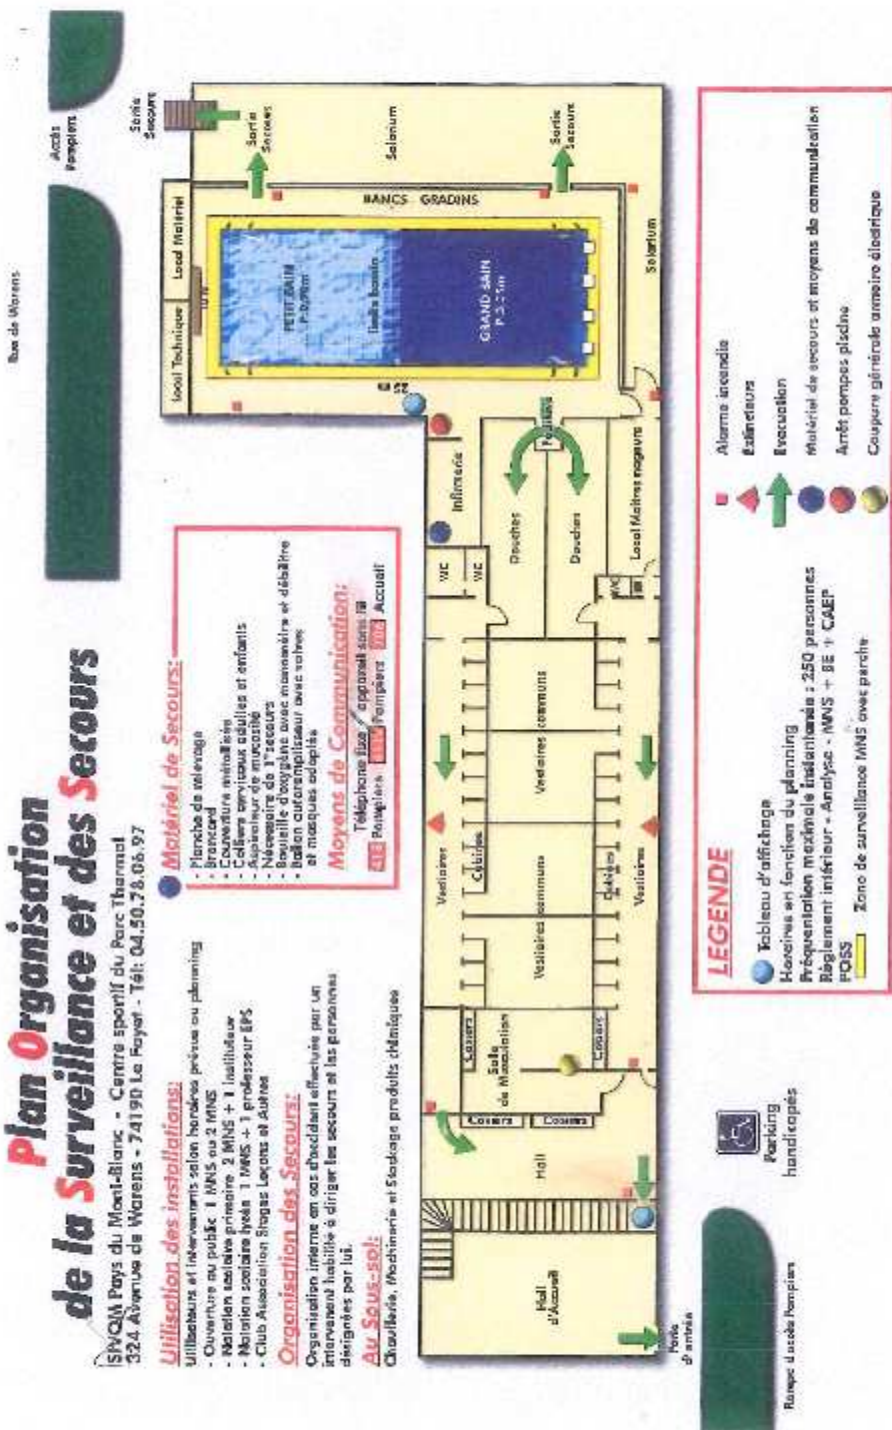 Plan Organisation
de la Surveillance et des Secours
SIVOM Pays du Mont-Blanc - Centre sportif du Parc Thermal
324 Avenue de Warens - 74190 Le Fayet - Tél: 04.50.78.06.97
Utilisation des installations:
Utilisateurs et intervenants selon horaires prévus au planning
- Ouverture au public 1 MNS ou 2 MNS
- Natation scolaire primaire 2 MNS + 1 instituteur
- Natation scolaire lycée 1 MNS + 1 professeur EPS
- Club Association Stages Leçons et Autres
Organisation des Secours:
Organisation interne en cas d'accident effectuée par un
intervenant habilité à diriger les secours et les personnes
désignées par lui.
Au Sous-sol:
Chaufferie, Machinerie et Stockage produits chimiques
Matériel de Secours:
- Planche de relevage
- Brancard
- Couverture métallisée
- Colliers cervicaux adultes et enfants
- Aspirateur de mucosité
- Nécessaire de 1er secours
- Bouteille d'oxygène avec manomètre et débilitre
- Ballon autoremplisseur avec valves
et masques adaptés
Moyens de Communication:
Téléphone fixe / appareil sans fil
Pompiers Pompiers Accueil
Rue de Warens
Accès
Pompiers
Sortie
Secours
Local Technique
Local Matériel
Sortie
Secours
Solarium
Sortie
Secours
BANCS - GRADINS
PETIT BAIN
GRAND BAIN
Solarium
Infirmerie
WC
WC
Douches
Douches
Local Maîtres nageurs
WC
Vestiaires
Cabines
Vestiaires communs
Vestiaires communs
Cabines
Vestiaires
Casiers
Salle
de Musculation
Casiers
Casiers
Casiers
Hall
Hall
d'Accueil
Porte
d'entrée
Rampe d'accès Pompiers
Parking
handicapés
LEGENDE
Tableau d'affichage
Horaires en fonction du planning
Fréquentation maximale instantanée : 250 personnes
Règlement intérieur - Analyse - MNS + BE + CAEP
POSS
Zone de surveillance MNS avec perche
Alarme incendie
Extincteurs
Evacuation
Matériel de secours et moyens de communication
Arrêt pompes piscine
Coupure générale armoire électrique